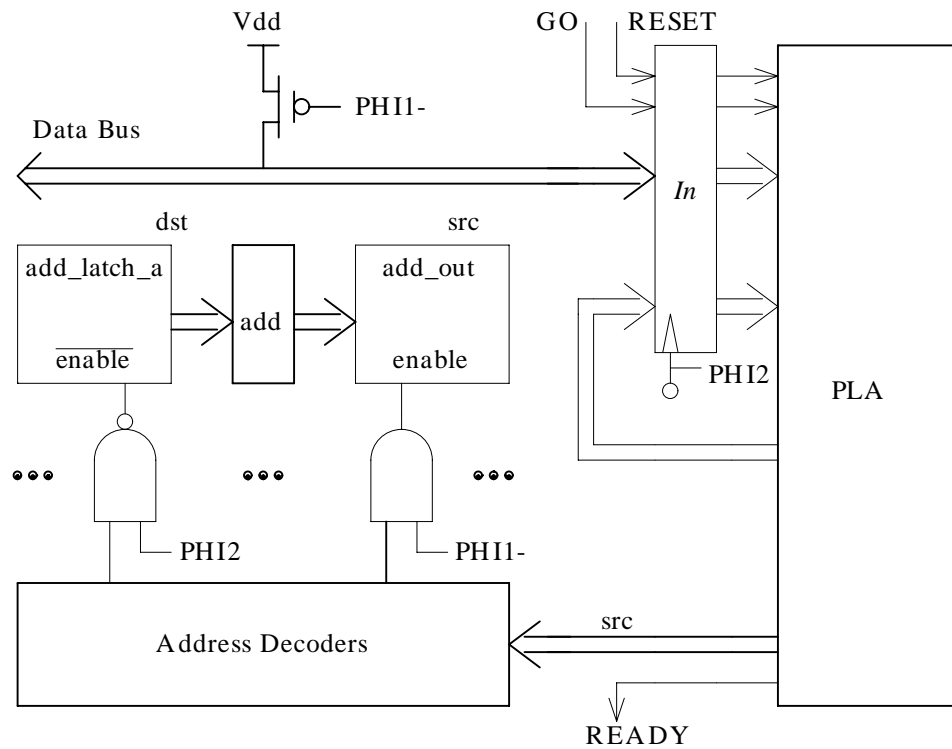 Vdd
GO
RESET
PHI1-
Data Bus
In
dst
src
add_latch_a
add
add_out
enable
enable
PHI2
PLA
PHI2
PHI1-
Address Decoders
src
READY